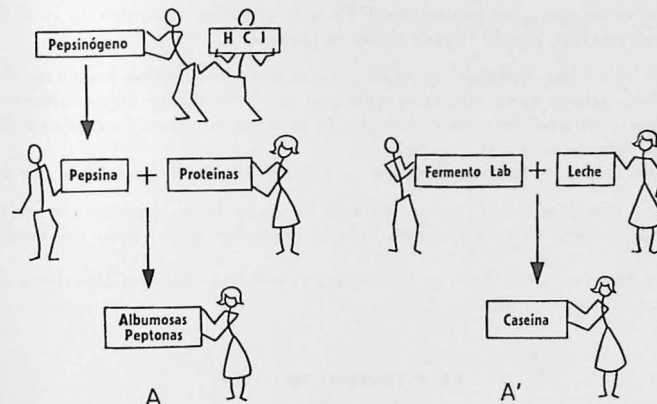 Pepsinógeno
H C I
Pepsina + Proteínas
Fermento Lab + Leche
Albumosas
Peptonas
Caseína
A
A'